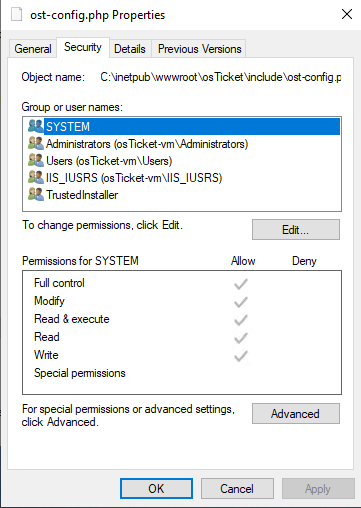 ost-config.php Properties
General Security Details Previous Versions
Object name: C:\inetpub\wwwroot\osTicket\include\ost-config.p
Group or user names:
SYSTEM
Administrators (osTicket-vm\Administrators)
Users (osTicket-vm\Users)
IIS_IUSRS (osTicket-vm\IIS_IUSRS)
TrustedInstaller
To change permissions, click Edit.
Edit...
Permissions for SYSTEM Allow Deny
Full control
Modify
Read & execute
Read
Write
Special permissions
For special permissions or advanced settings,
click Advanced.
Advanced
OK Cancel Apply